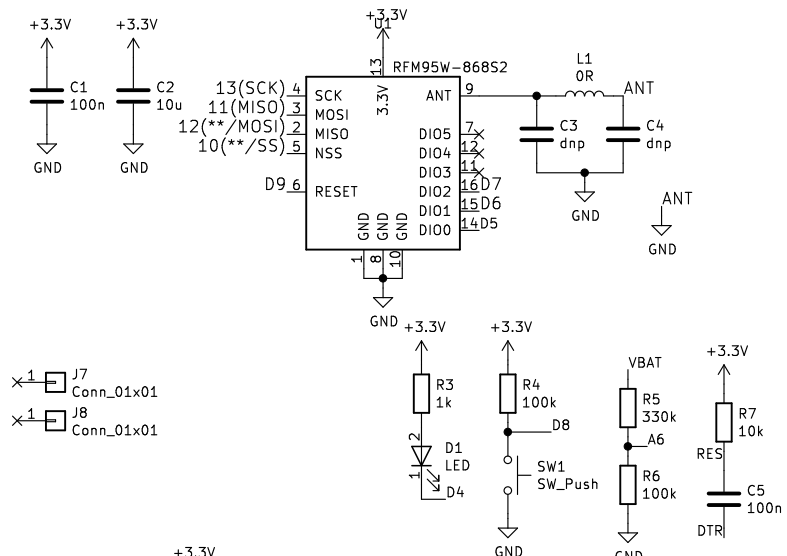 +3.3V
C1
100n
GND
+3.3V
C2
10u
GND
+3.3V
U1
RFM95W-868S2
13
3.3V
13(SCK) 4 SCK
11(MISO) 3 MOSI
12(**/MOSI) 2 MISO
10(**/SS) 5 NSS
D9 6 RESET
ANT 9
DIO5 7
DIO4 12
DIO3 11
DIO2 16 D7
DIO1 15 D6
DIO0 14 D5
GND GND GND
1 8 10
GND
L1
0R
ANT
C3
dnp
C4
dnp
GND
ANT
GND
1 J7
Conn_01x01
1 J8
Conn_01x01
+3.3V
R3
1k
2
D1
LED
1
D4
+3.3V
R4
100k
D8
SW1
SW_Push
GND
VBAT
R5
330k
A6
R6
100k
GND
+3.3V
R7
10k
RES
C5
100n
DTR
+3.3V